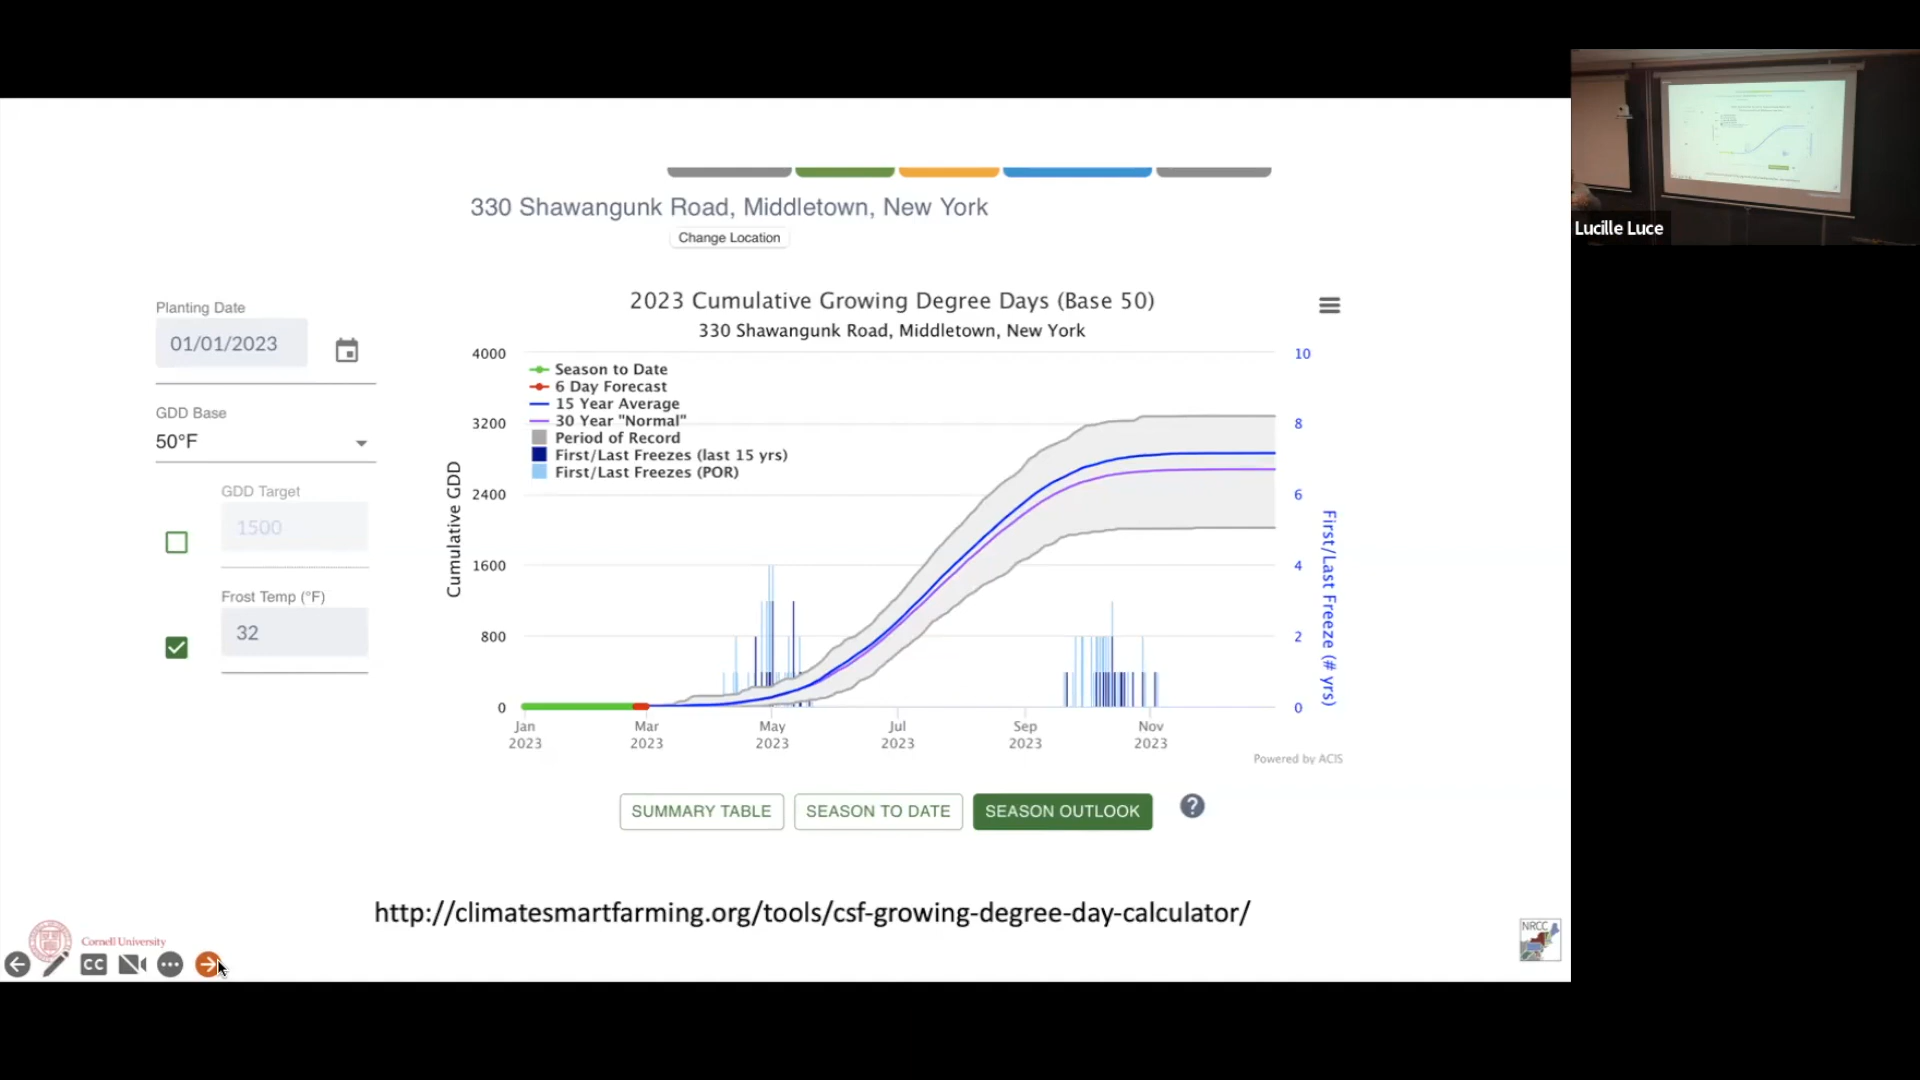 330 Shawangunk Road, Middletown, New York
Change Location
Lucille Luce
Planting Date
01/01/2023
GDD Base
50°F
GDD Target
1500
Frost Temp (°F)
32
2023 Cumulative Growing Degree Days (Base 50)
330 Shawangunk Road, Middletown, New York
Season to Date
6 Day Forecast
15 Year Average
30 Year "Normal"
Period of Record
First/Last Freezes (last 15 yrs)
First/Last Freezes (POR)
Cumulative GDD
4000
3200
2400
1600
800
0
10
8
6
4
2
0
First/Last Freeze (# yrs)
Jan 2023
Mar 2023
May 2023
Jul 2023
Sep 2023
Nov 2023
Powered by ACIS
SUMMARY TABLE
SEASON TO DATE
SEASON OUTLOOK
?
http://climatesmartfarming.org/tools/csf-growing-degree-day-calculator/
Cornell University
CC
NRCC